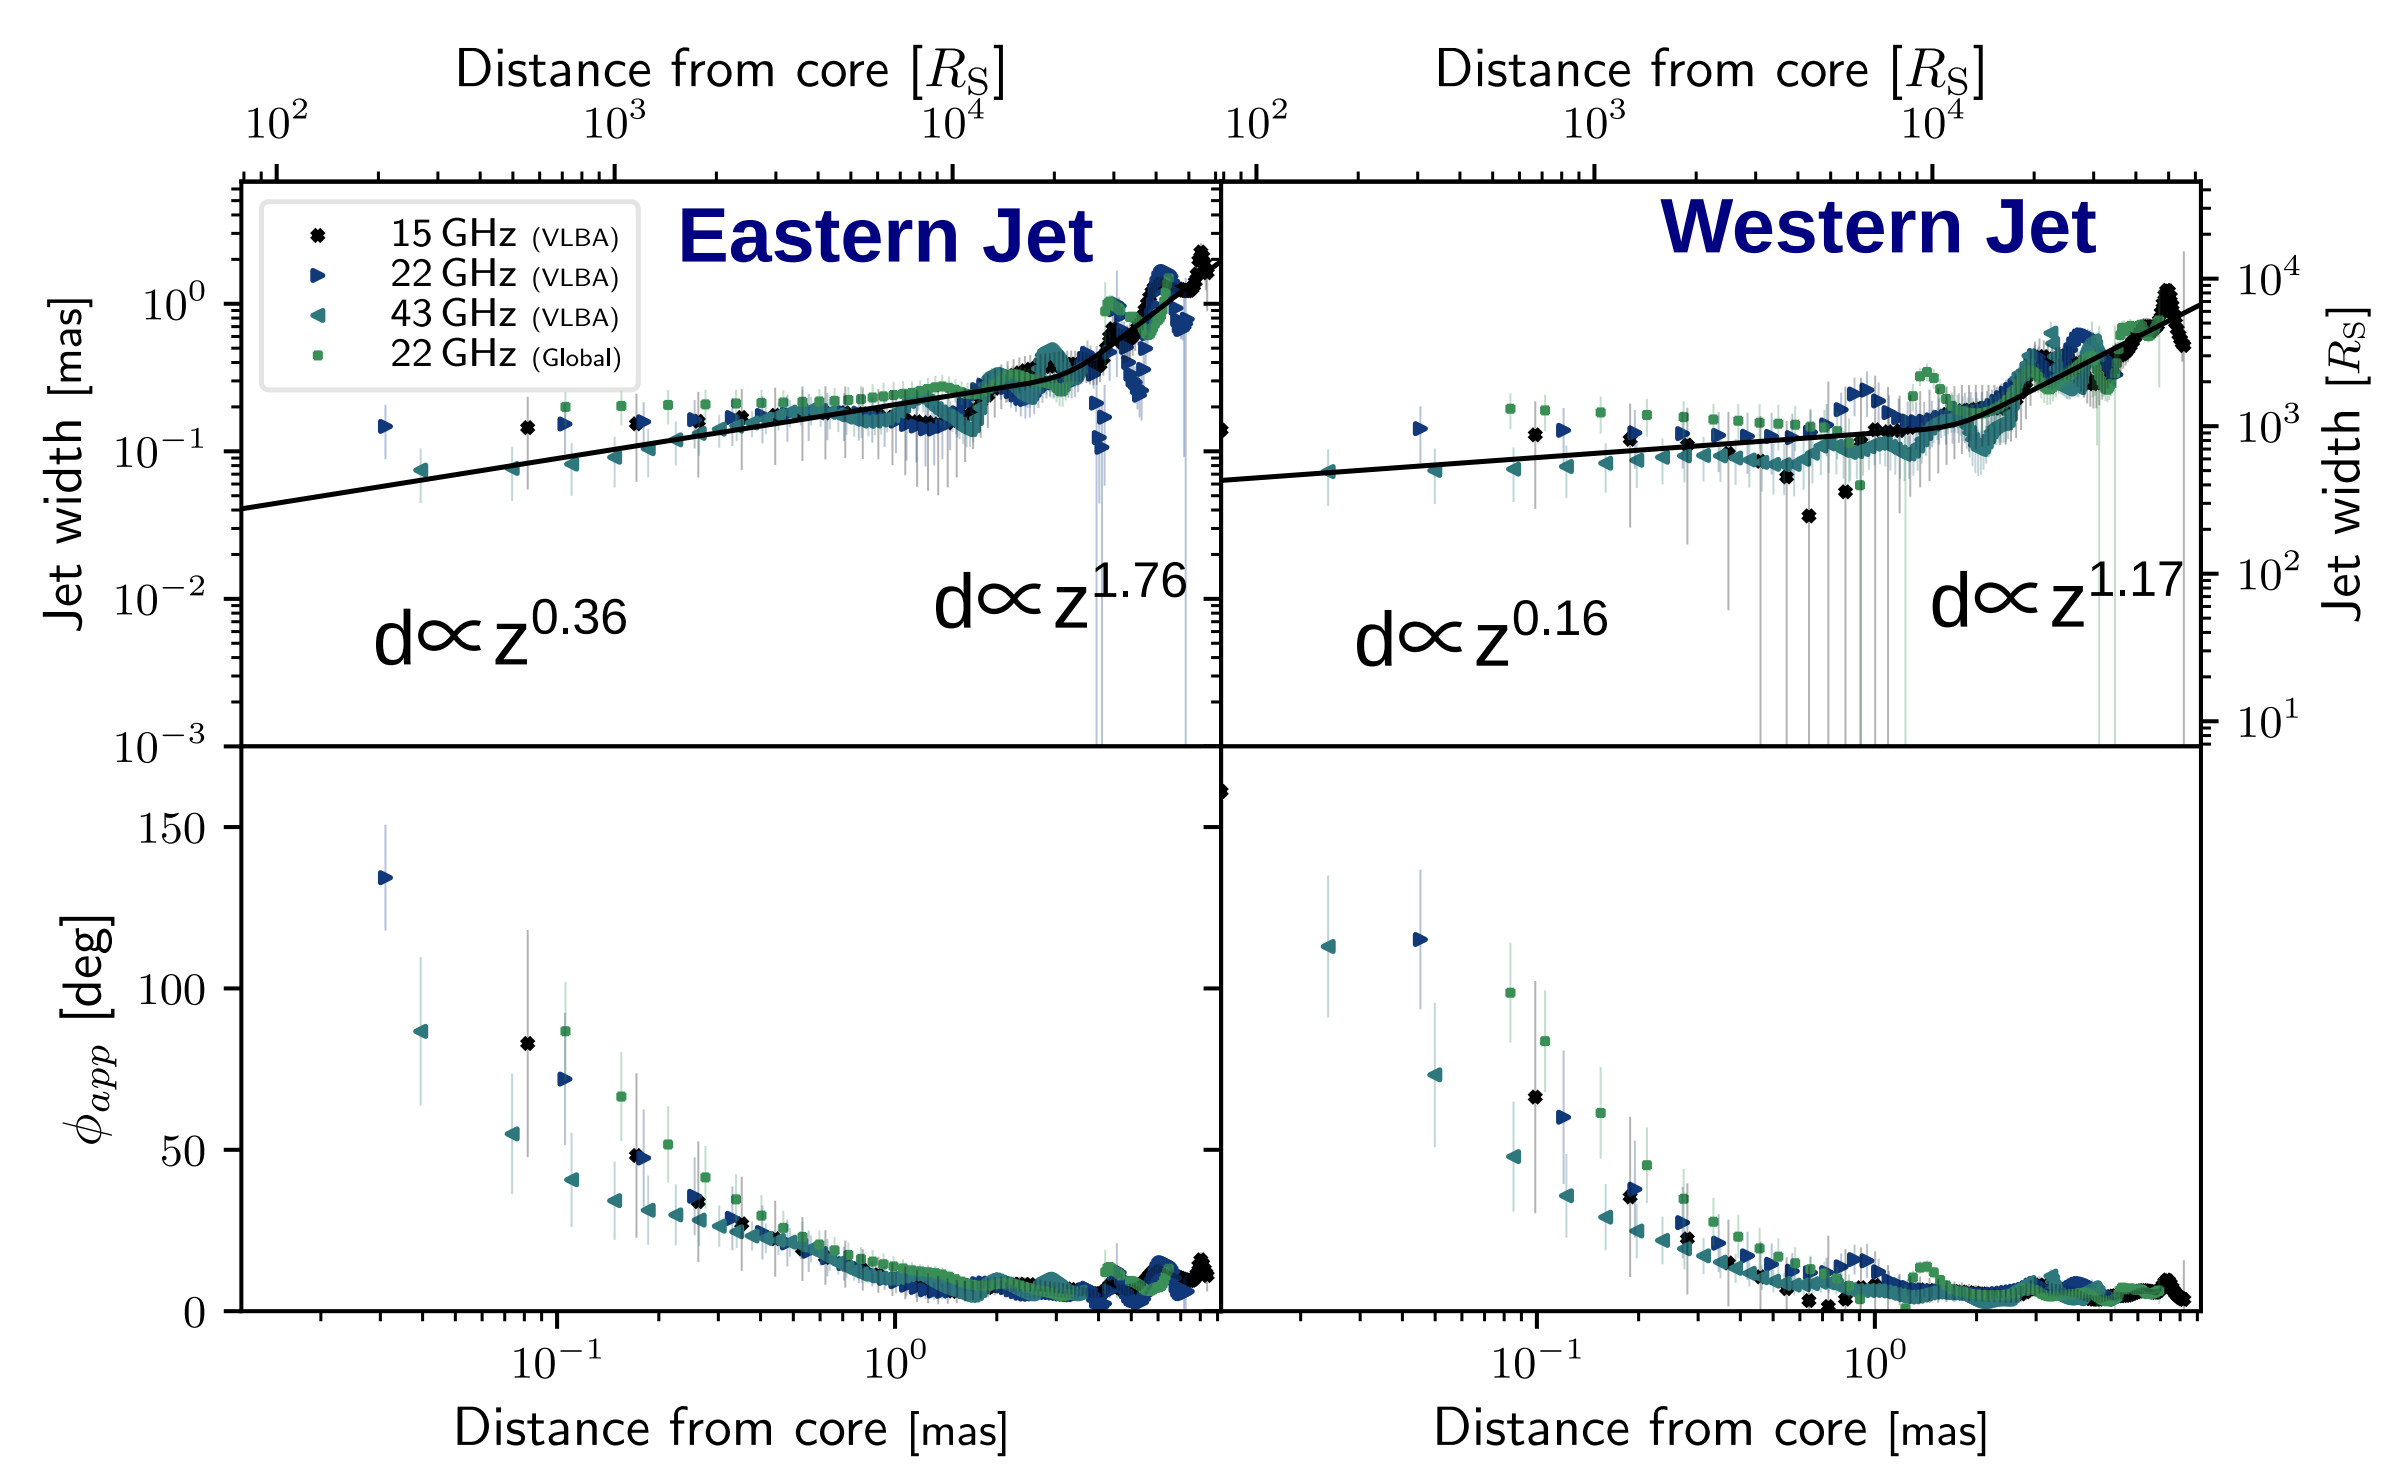 Distance from core [R_S] Distance from core [R_S]
10^2 10^3 10^4 10^2 10^3 10^4
Eastern Jet Western Jet
15 GHz (VLBA)
22 GHz (VLBA)
43 GHz (VLBA)
22 GHz (Global)
Jet width [mas]
10^0
10^−1
10^−2
10^−3
d∝z^0.36 d∝z^1.76
d∝z^0.16 d∝z^1.17
10^4
10^3
10^2
10^1
Jet width [R_S]
ϕ_app [deg]
150
100
50
0
10^−1 10^0 10^−1 10^0
Distance from core [mas] Distance from core [mas]